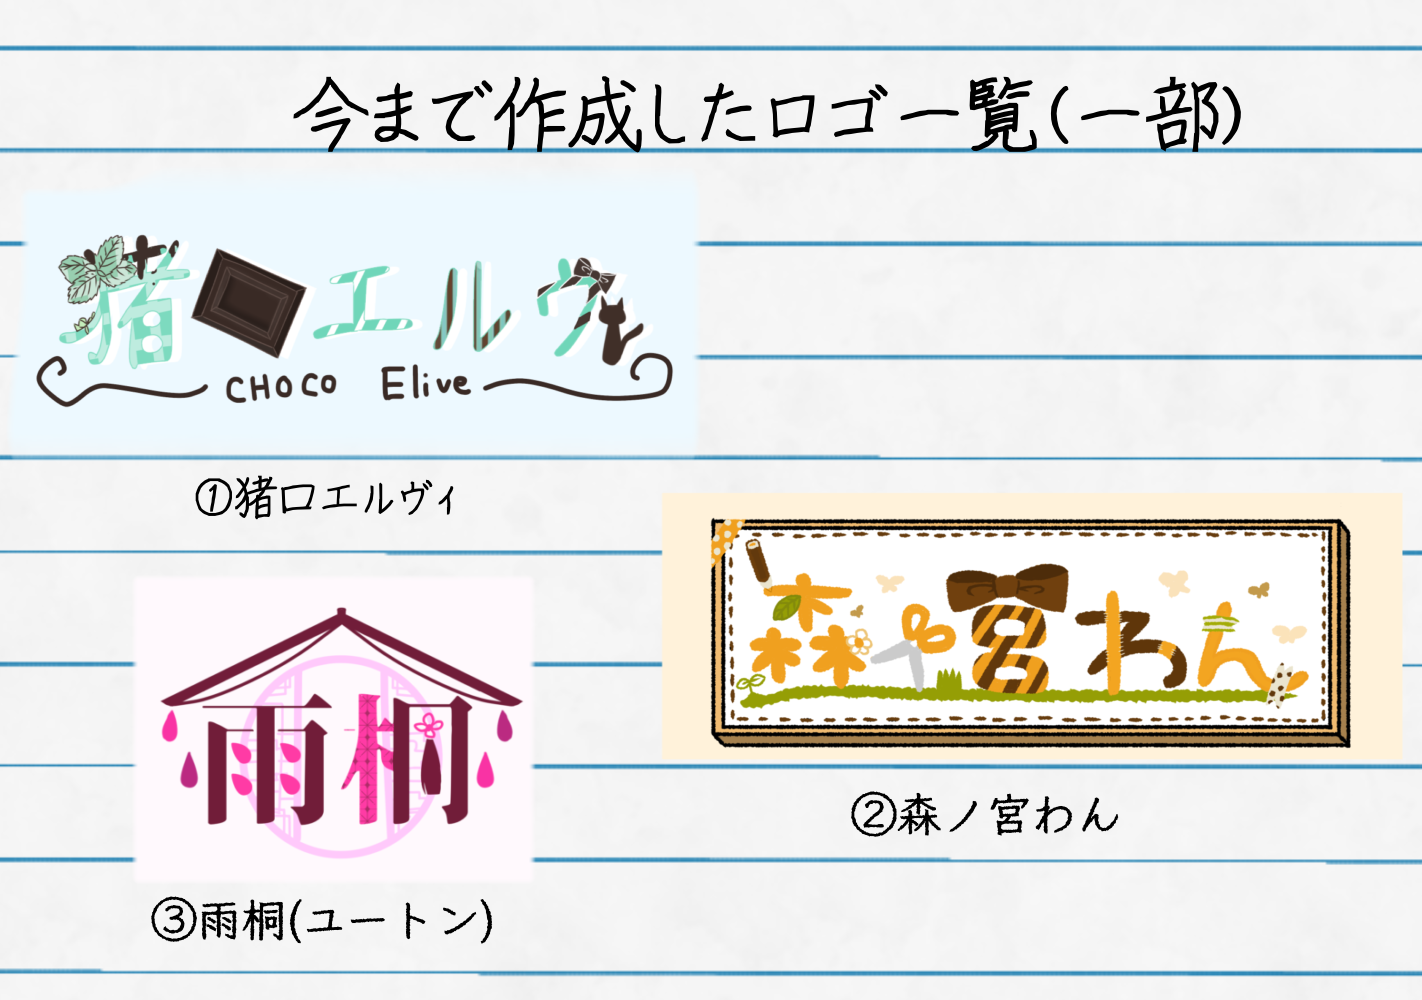 今まで作成したロゴ一覧(一部)
猪口エルヴィ
CHOCO Elive
①猪口エルヴィ
森ノ宮わん
②森ノ宮わん
雨桐
③雨桐(ユートン)